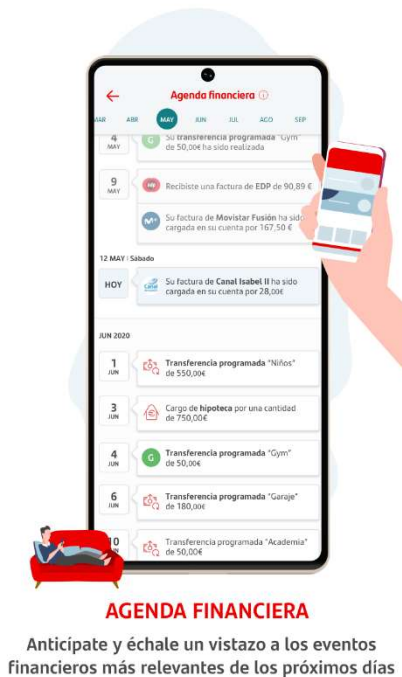 Agenda financiera
MAR ABR MAY JUN JUL AGO SEP
4 MAY
Su transferencia programada "Gym"
de 50,00€ ha sido realizada
9 MAY
Recibiste una factura de EDP de 90,89 €
Su factura de Movistar Fusión ha sido
cargada en su cuenta por 167,50 €
12 MAY | Sábado
HOY
Su factura de Canal Isabel II ha sido
cargada en su cuenta por 28,00€
JUN 2020
1 JUN
Transferencia programada "Niños"
de 550,00€
3 JUN
Cargo de hipoteca por una cantidad
de 750,00€
4 JUN
G
Transferencia programada "Gym"
de 50,00€
6 JUN
Transferencia programada "Garaje"
de 180,00€
10
Transferencia programada "Academia"
de 50,00€
AGENDA FINANCIERA
Anticípate y échale un vistazo a los eventos
financieros más relevantes de los próximos días